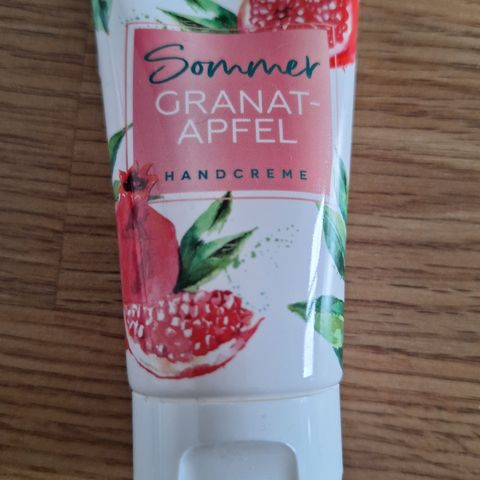 Sommer
GRANAT-
APFEL
HANDCREME